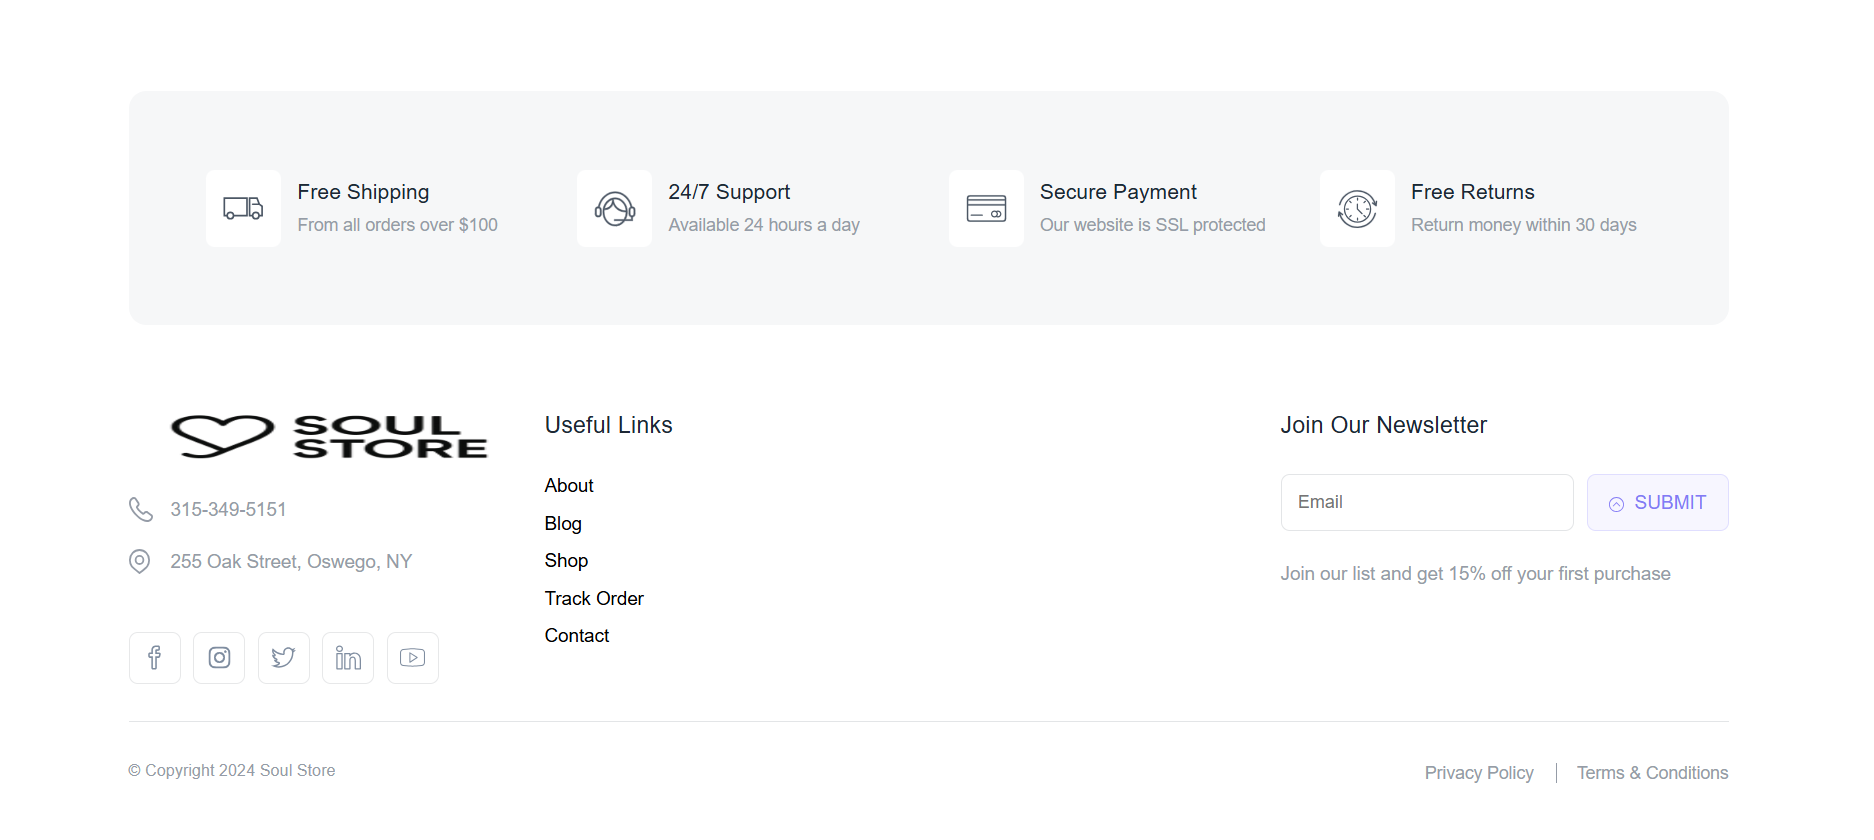 Free Shipping
From all orders over $100
24/7 Support
Available 24 hours a day
Secure Payment
Our website is SSL protected
Free Returns
Return money within 30 days
SOUL
STORE
315-349-5151
255 Oak Street, Oswego, NY
Useful Links
About
Blog
Shop
Track Order
Contact
Join Our Newsletter
Email
SUBMIT
Join our list and get 15% off your first purchase
© Copyright 2024 Soul Store
Privacy Policy
Terms & Conditions